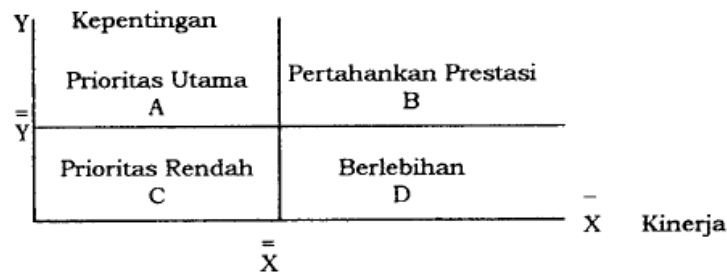 Y Kepentingan
Prioritas Utama
A
Pertahankan Prestasi
B
Y̿
Prioritas Rendah
C
Berlebihan
D
X̄ Kinerja
X̿